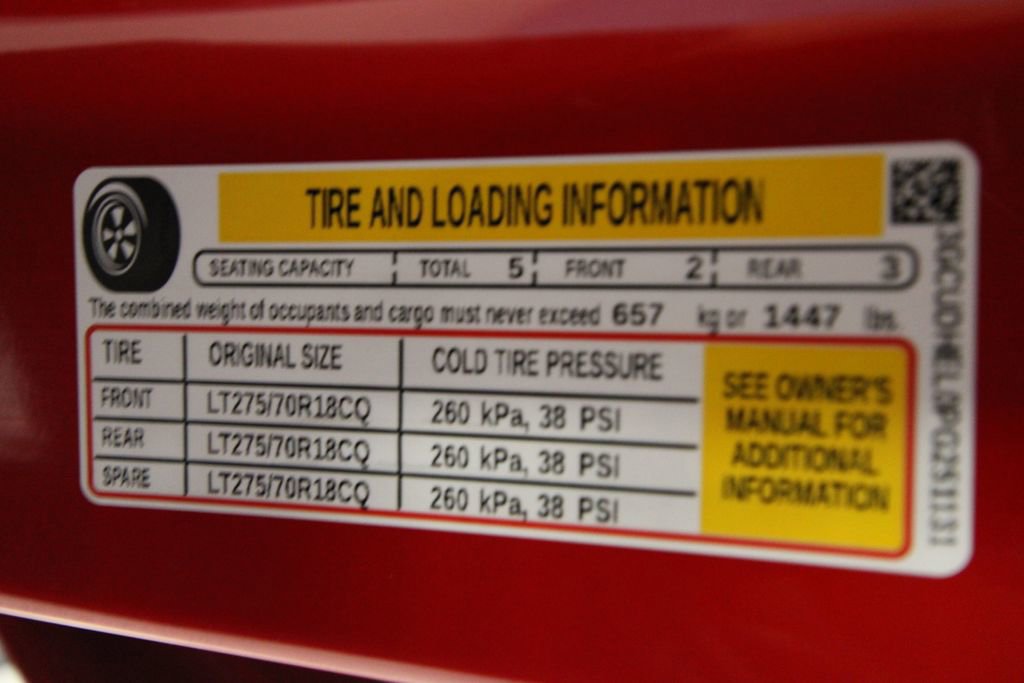 TIRE AND LOADING INFORMATION
SEATING CAPACITY TOTAL 5 FRONT 2 REAR 3
The combined weight of occupants and cargo must never exceed 657 kg or 1447 lbs.
TIRE ORIGINAL SIZE COLD TIRE PRESSURE
FRONT LT275/70R18CQ 260 kPa, 38 PSI
REAR LT275/70R18CQ 260 kPa, 38 PSI
SPARE LT275/70R18CQ 260 kPa, 38 PSI
SEE OWNER'S
MANUAL FOR
ADDITIONAL
INFORMATION